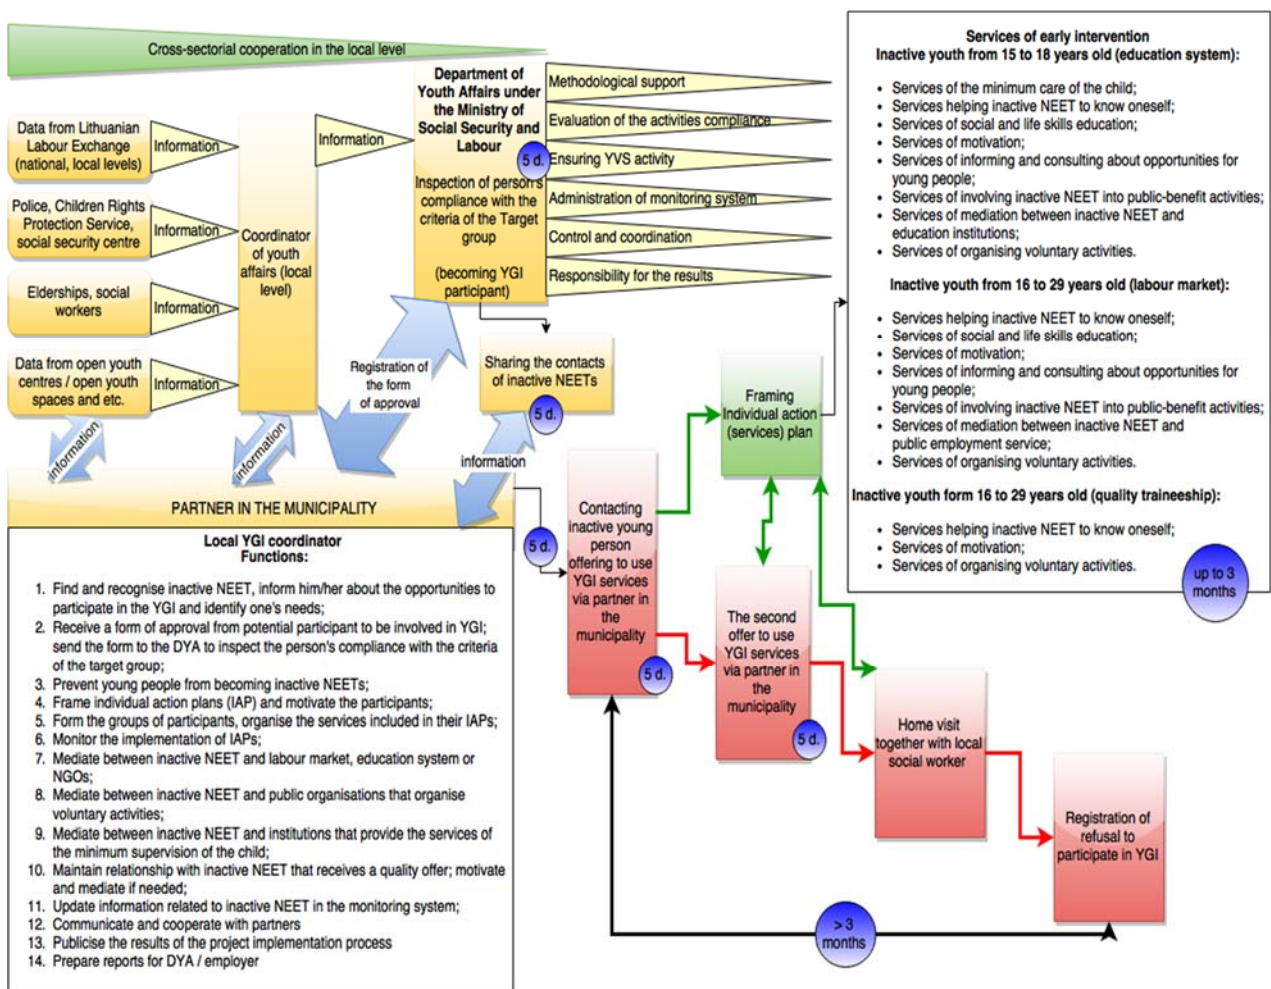 Cross-sectorial cooperation in the local level
Data from Lithuanian
Labour Exchange
(national, local levels)
Information
Police, Children Rights
Protection Service,
social security centre
Information
Elderships, social
workers
Information
Data from open youth
centres / open youth
spaces and etc.
Information
Coordinator
of youth
affairs (local
level)
Information
Department of
Youth Affairs under
the Ministry of
Social Security and
Labour
5 d.
Inspection of person's
compliance with the
criteria of the Target
group
(becoming YGI
participant)
Methodological support
Evaluation of the activities compliance
Ensuring YVS activity
Administration of monitoring system
Control and coordination
Responsibility for the results
Registration of
the form
of approval
Sharing the contacts
of inactive NEETs
5 d.
information
information
information
PARTNER IN THE MUNICIPALITY
Local YGI coordinator
Functions:
1. Find and recognise inactive NEET, inform him/her about the opportunities to
participate in the YGI and identify one's needs;
2. Receive a form of approval from potential participant to be involved in YGI;
send the form to the DYA to inspect the person's compliance with the criteria
of the target group;
3. Prevent young people from becoming inactive NEETs;
4. Frame individual action plans (IAP) and motivate the participants;
5. Form the groups of participants, organise the services included in their IAPs;
6. Monitor the implementation of IAPs;
7. Mediate between inactive NEET and labour market, education system or
NGOs;
8. Mediate between inactive NEET and public organisations that organise
voluntary activities;
9. Mediate between inactive NEET and institutions that provide the services of
the minimum supervision of the child;
10. Maintain relationship with inactive NEET that receives a quality offer; motivate
and mediate if needed;
11. Update information related to inactive NEET in the monitoring system;
12. Communicate and cooperate with partners
13. Publicise the results of the project implementation process
14. Prepare reports for DYA / employer
5 d.
Contacting
inactive young
person
offering to use
YGI services
via partner in
the
municipality
5 d.
Framing
Individual action
(services) plan
The second
offer to use
YGI services
via partner in
the
municipality
5 d.
Home visit
together with local
social worker
Registration of
refusal to
participate in YGI
> 3
months
Services of early intervention
Inactive youth from 15 to 18 years old (education system):
• Services of the minimum care of the child;
• Services helping inactive NEET to know oneself;
• Services of social and life skills education;
• Services of motivation;
• Services of informing and consulting about opportunities for
young people;
• Services of involving inactive NEET into public-benefit activities;
• Services of mediation between inactive NEET and
education institutions;
• Services of organising voluntary activities.
Inactive youth from 16 to 29 years old (labour market):
• Services helping inactive NEET to know oneself;
• Services of social and life skills education;
• Services of motivation;
• Services of informing and consulting about opportunities for
young people;
• Services of involving inactive NEET into public-benefit activities;
• Services of mediation between inactive NEET and
public employment service;
• Services of organising voluntary activities.
Inactive youth form 16 to 29 years old (quality traineeship):
• Services helping inactive NEET to know oneself;
• Services of motivation;
• Services of organising voluntary activities.
up to 3
months